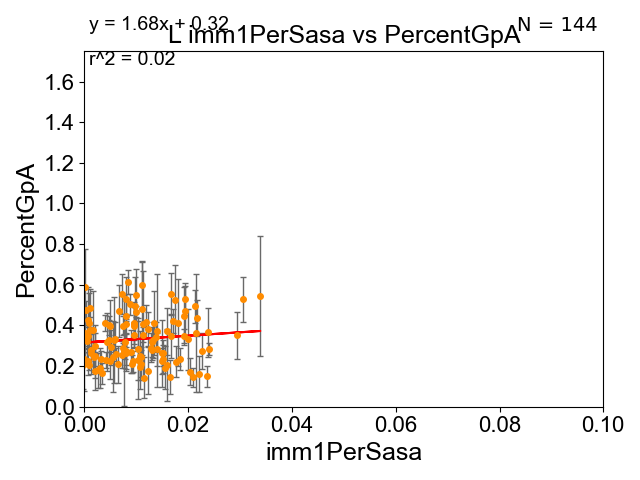 y = 1.68x + 0.32
L imm1PerSasa vs PercentGpA
N = 144
r^2 = 0.02
1.6
1.4
1.2
1.0
0.8
0.6
0.4
0.2
0.0
PercentGpA
0.00 0.02 0.04 0.06 0.08 0.10
imm1PerSasa